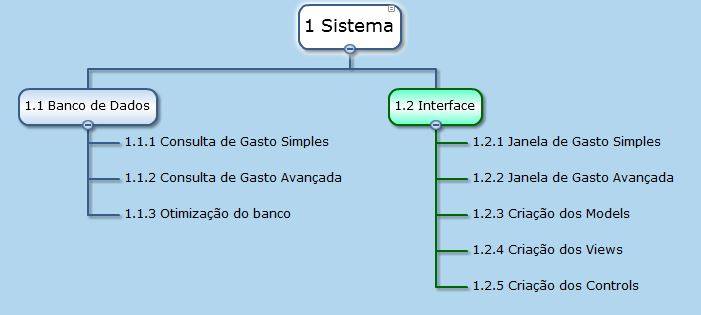 1 Sistema
1.1 Banco de Dados
1.1.1 Consulta de Gasto Simples
1.1.2 Consulta de Gasto Avançada
1.1.3 Otimização do banco
1.2 Interface
1.2.1 Janela de Gasto Simples
1.2.2 Janela de Gasto Avançada
1.2.3 Criação dos Models
1.2.4 Criação dos Views
1.2.5 Criação dos Controls